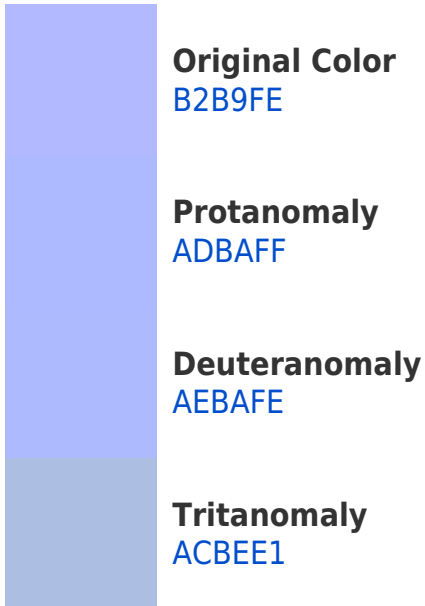 Original Color
B2B9FE
Protanomaly
ADBAFF
Deuteranomaly
AEBAFE
Tritanomaly
ACBEE1